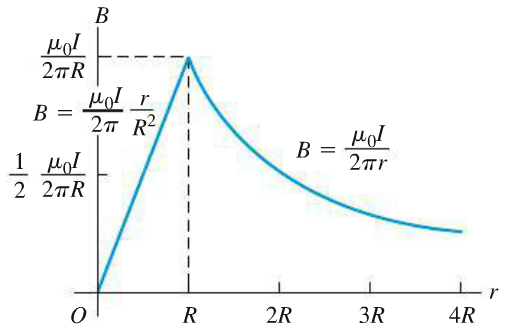 B
μ₀I / 2πR
B = μ₀I / 2π r / R²
B = μ₀I / 2πr
1 / 2 μ₀I / 2πR
O R 2R 3R 4R r